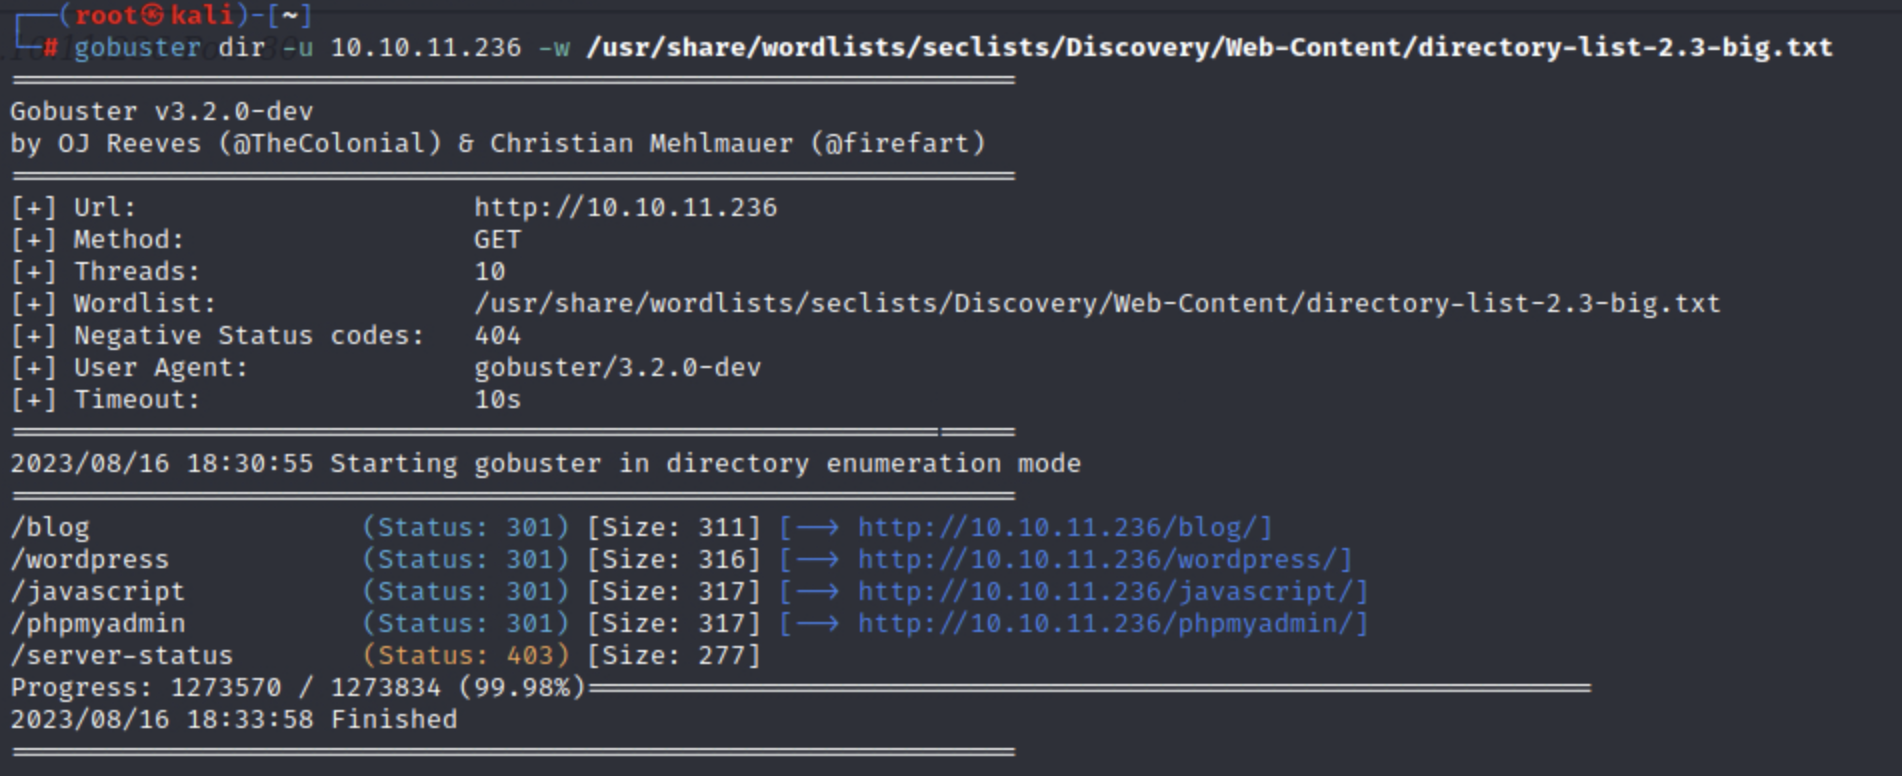 ┌──(root㉿kali)-[~]
└─# gobuster dir -u 10.10.11.236 -w /usr/share/wordlists/seclists/Discovery/Web-Content/directory-list-2.3-big.txt
===============================================================
Gobuster v3.2.0-dev
by OJ Reeves (@TheColonial) & Christian Mehlmauer (@firefart)
===============================================================
[+] Url:                     http://10.10.11.236
[+] Method:                  GET
[+] Threads:                 10
[+] Wordlist:                /usr/share/wordlists/seclists/Discovery/Web-Content/directory-list-2.3-big.txt
[+] Negative Status codes:   404
[+] User Agent:              gobuster/3.2.0-dev
[+] Timeout:                 10s
===============================================================
2023/08/16 18:30:55 Starting gobuster in directory enumeration mode
===============================================================
/blog                 (Status: 301) [Size: 311] [--> http://10.10.11.236/blog/]
/wordpress            (Status: 301) [Size: 316] [--> http://10.10.11.236/wordpress/]
/javascript           (Status: 301) [Size: 317] [--> http://10.10.11.236/javascript/]
/phpmyadmin           (Status: 301) [Size: 317] [--> http://10.10.11.236/phpmyadmin/]
/server-status        (Status: 403) [Size: 277]
Progress: 1273570 / 1273834 (99.98%)===============================================================
2023/08/16 18:33:58 Finished
===============================================================